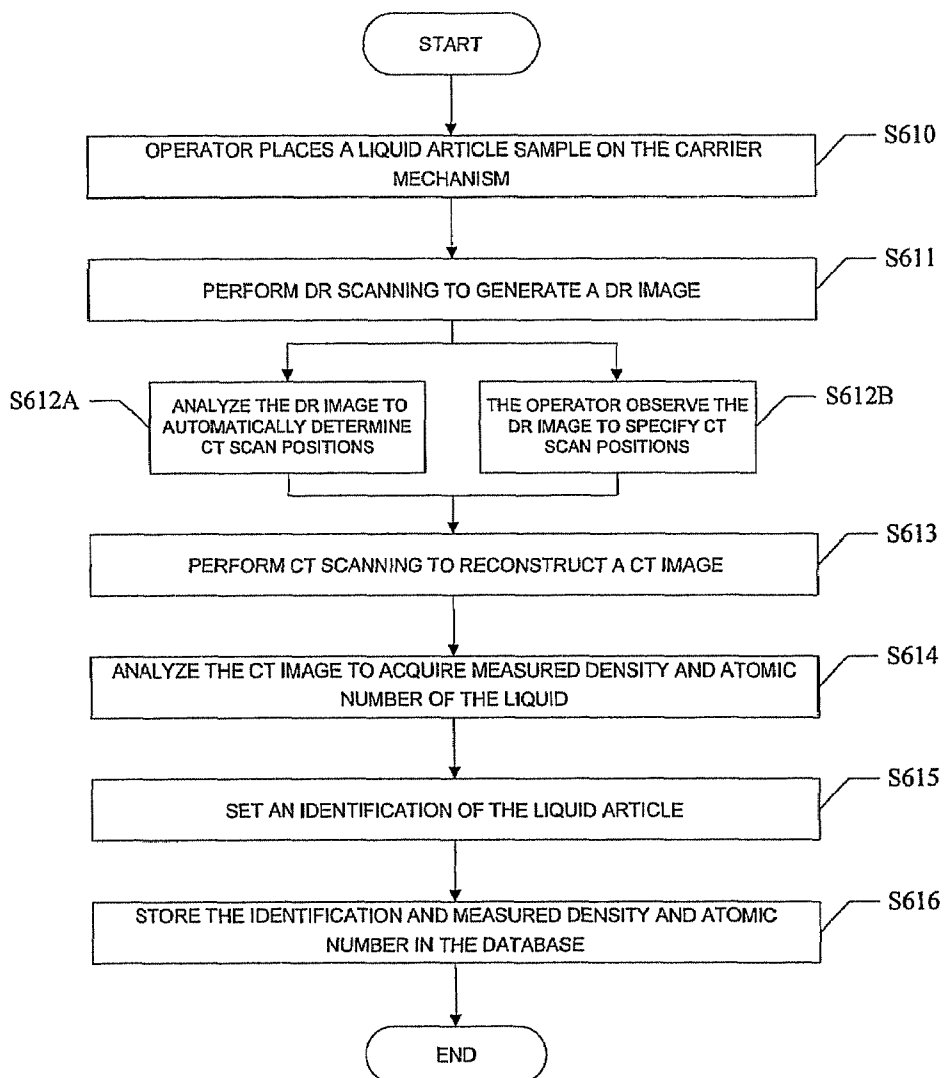 START
S610
OPERATOR PLACES A LIQUID ARTICLE SAMPLE ON THE CARRIER
MECHANISM
S611
PERFORM DR SCANNING TO GENERATE A DR IMAGE
S612A
ANALYZE THE DR IMAGE TO
AUTOMATICALLY DETERMINE
CT SCAN POSITIONS
S612B
THE OPERATOR OBSERVE THE
DR IMAGE TO SPECIFY CT
SCAN POSITIONS
S613
PERFORM CT SCANNING TO RECONSTRUCT A CT IMAGE
S614
ANALYZE THE CT IMAGE TO ACQUIRE MEASURED DENSITY AND ATOMIC
NUMBER OF THE LIQUID
S615
SET AN IDENTIFICATION OF THE LIQUID ARTICLE
S616
STORE THE IDENTIFICATION AND MEASURED DENSITY AND ATOMIC
NUMBER IN THE DATABASE
END